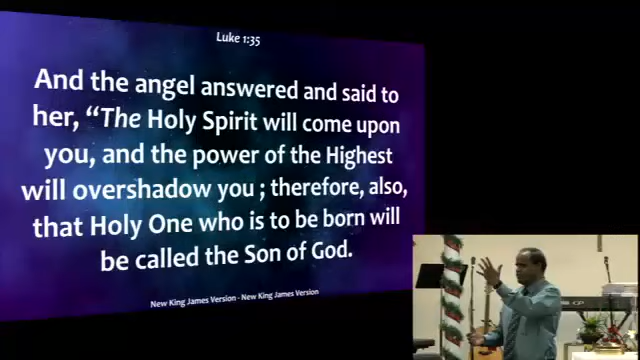 Luke 1:35
And the angel answered and said to
her, “The Holy Spirit will come upon
you, and the power of the Highest
will overshadow you ; therefore, also,
that Holy One who is to be born will
be called the Son of God.
New King James Version - New King James Version
CP